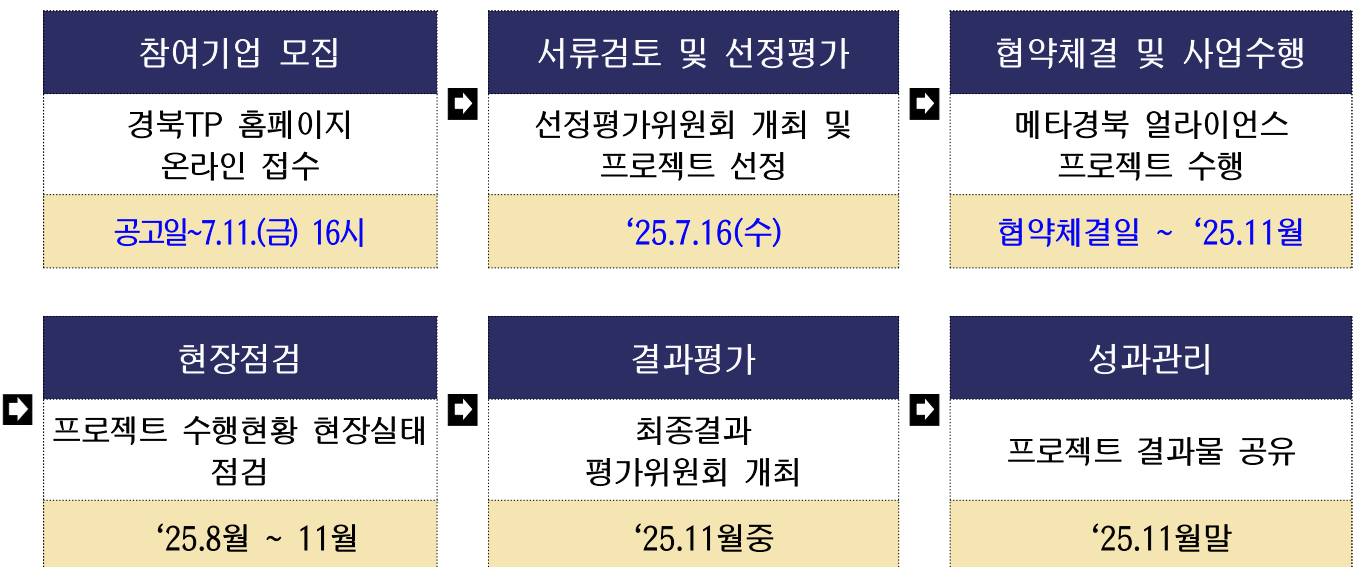 참여기업 모집
서류검토 및 선정평가
협약체결 및 사업수행
경북TP 홈페이지
온라인 접수
선정평가위원회 개최 및
프로젝트 선정
메타경북 얼라이언스
프로젝트 수행
공고일~7.11.(금) 16시
‘25.7.16(수)
협약체결일 ~ ‘25.11월
현장점검
결과평가
성과관리
프로젝트 수행현황 현장실태
점검
최종결과
평가위원회 개최
프로젝트 결과물 공유
‘25.8월 ~ 11월
‘25.11월중
‘25.11월말